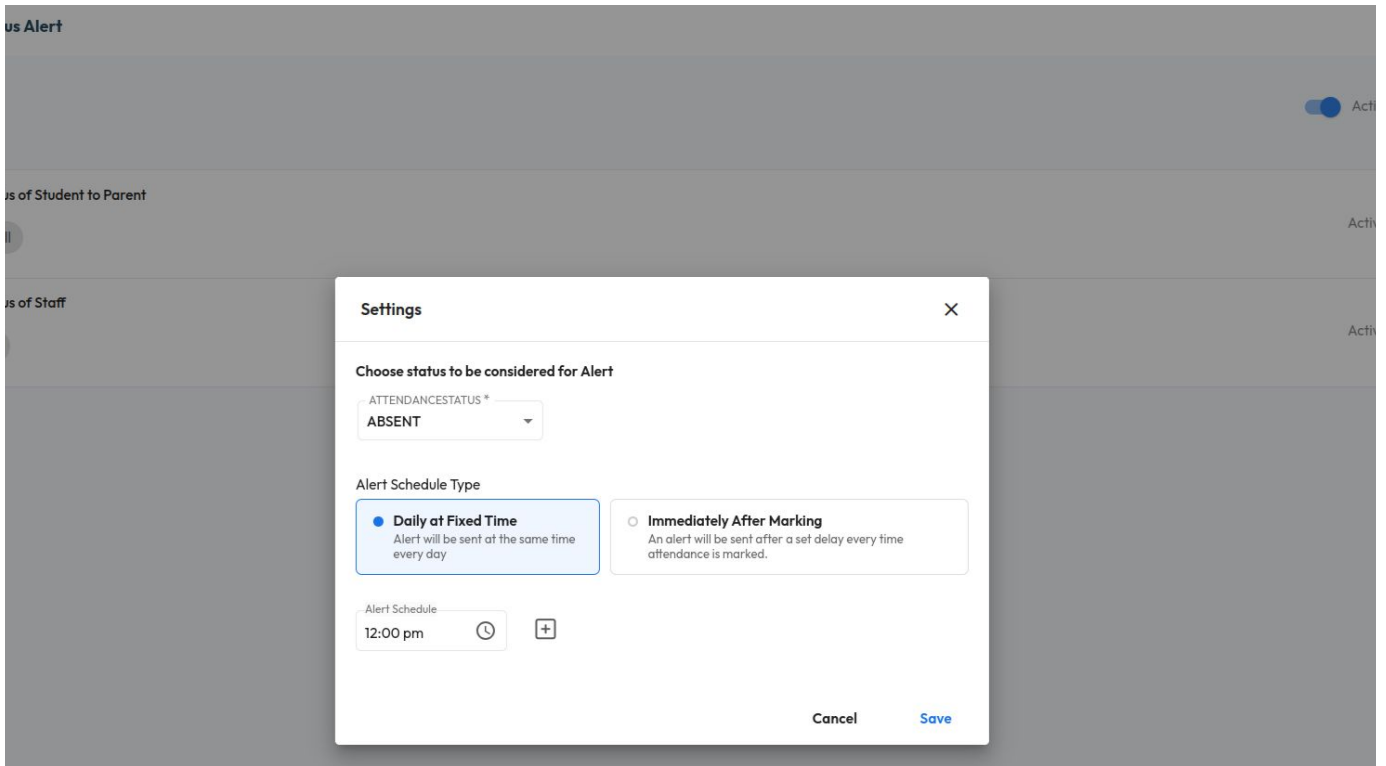 us Alert
Acti
us of Student to Parent
ll
Activ
us of Staff
Activ
Settings
Choose status to be considered for Alert
ATTENDANCESTATUS *
ABSENT
Alert Schedule Type
Daily at Fixed Time
Alert will be sent at the same time
every day
Immediately After Marking
An alert will be sent after a set delay every time
attendance is marked.
Alert Schedule
12:00 pm
Cancel
Save